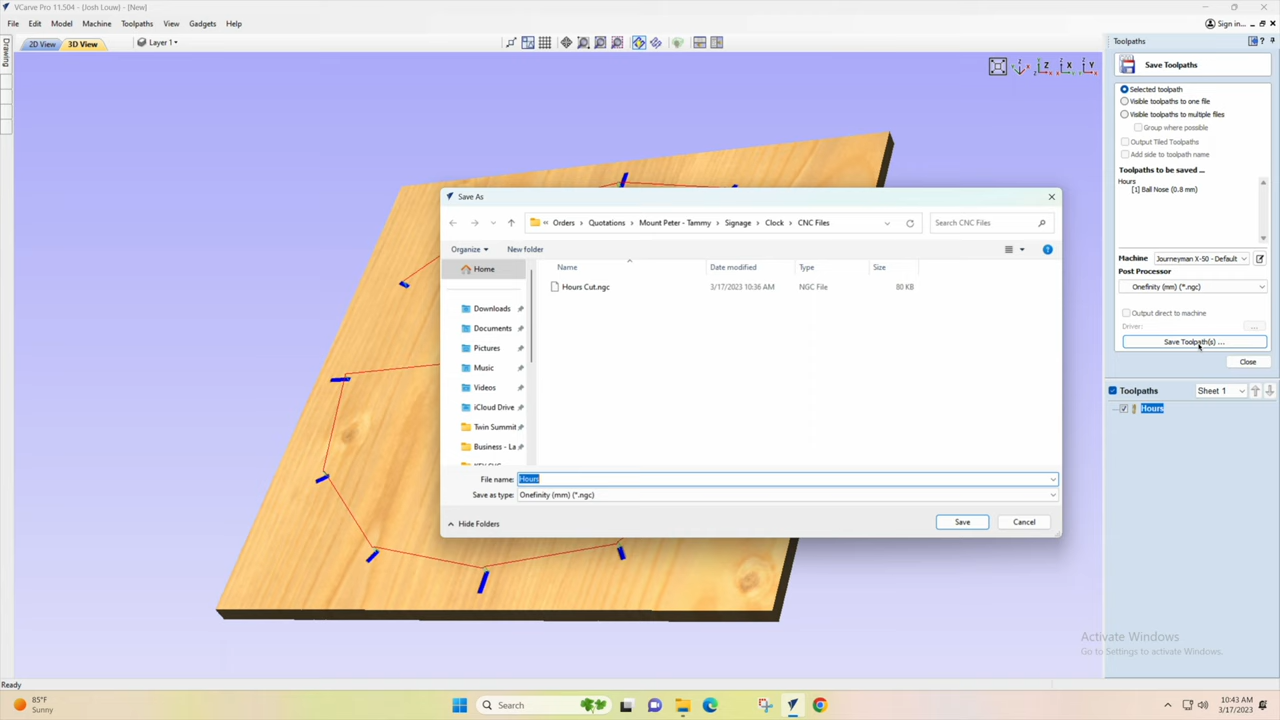 VCarve Pro 11.504 - {Josh Louw} - [New]
File Edit Model Machine Toolpaths View Gadgets Help
Sign in...
2D View 3D View Layer 1
Drawing
Toolpaths
Save Toolpaths
Selected toolpath
Visible toolpaths to one file
Visible toolpaths to multiple files
Group where possible
Output Tiled Toolpaths
Add side to toolpath name
Toolpaths to be saved ...
Hours
[1] Ball Nose (0.8 mm)
Machine Journeyman X-50 - Default
Post Processor
Onefinity (mm) (*.ngc)
Output direct to machine
Driver:
...
Save Toolpath(s) ...
Close
Toolpaths Sheet 1
Hours
Save As
« Orders > Quotations > Mount Peter - Tammy > Signage > Clock > CNC Files
Search CNC Files
Organize New folder
Name Date modified Type Size
Hours Cut.ngc 3/17/2023 10:36 AM NGC File 80 KB
Home
Downloads
Documents
Pictures
Music
Videos
iCloud Drive
Twin Summit
Business - La
File name: Hours
Save as type: Onefinity (mm) (*.ngc)
Hide Folders
Save Cancel
Activate Windows
Go to Settings to activate Windows.
Ready
85°F
Sunny
Search
10:43 AM
3/17/2023